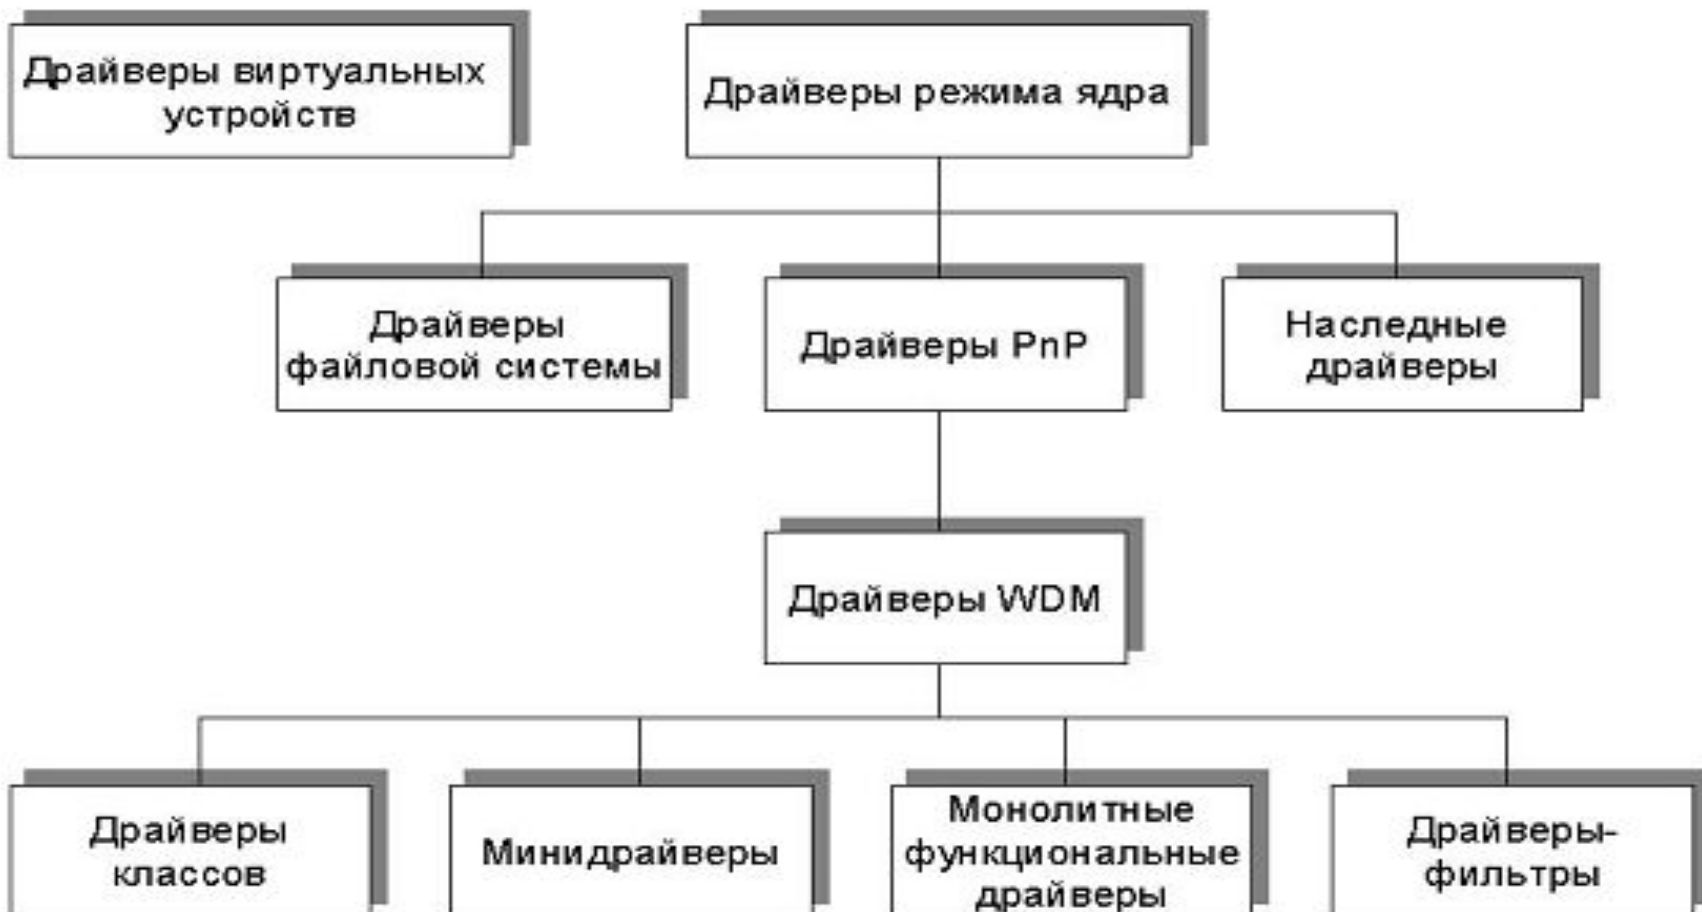 Драйверы виртуальных
устройств
Драйверы режима ядра
Драйверы
файловой системы
Драйверы PnP
Наследные
драйверы
Драйверы WDM
Драйверы
классов
Минидрайверы
Монолитные
функциональные
драйверы
Драйверы-
фильтры